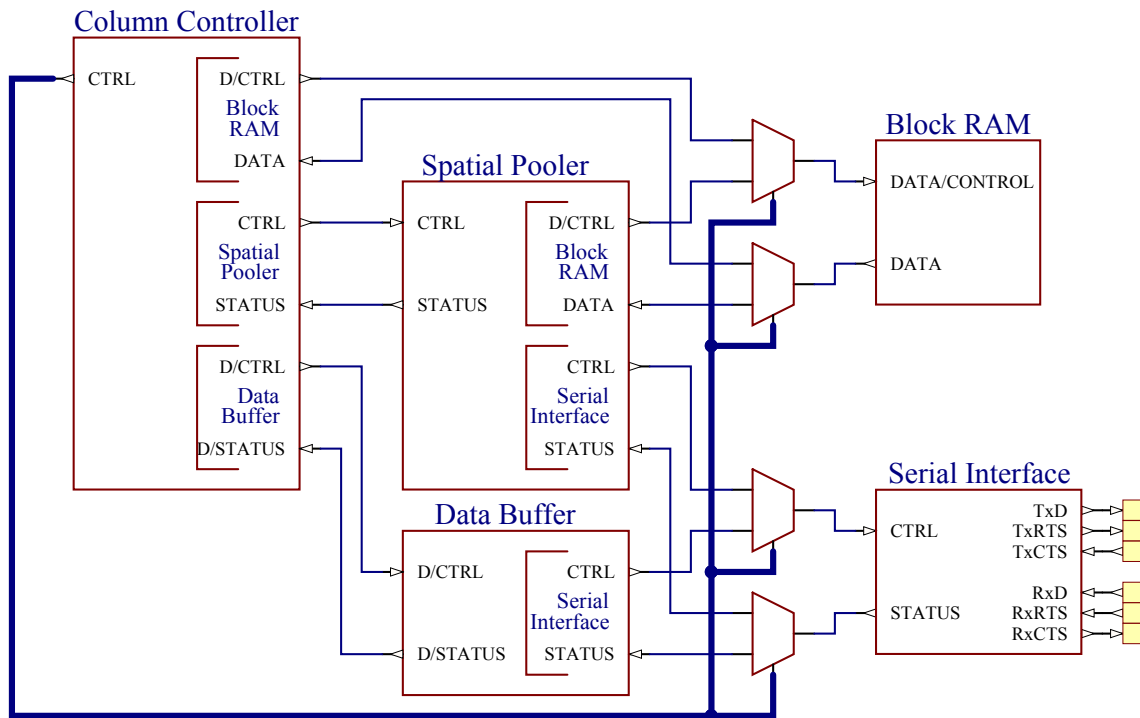 Column Controller
CTRL
D/CTRL
Block
RAM
DATA
CTRL
Spatial
Pooler
STATUS
D/CTRL
Data
Buffer
D/STATUS
Spatial Pooler
CTRL
STATUS
D/CTRL
Block
RAM
DATA
CTRL
Serial
Interface
STATUS
Data Buffer
D/CTRL
D/STATUS
CTRL
Serial
Interface
STATUS
Block RAM
DATA/CONTROL
DATA
Serial Interface
CTRL
STATUS
TxD
TxRTS
TxCTS
RxD
RxRTS
RxCTS